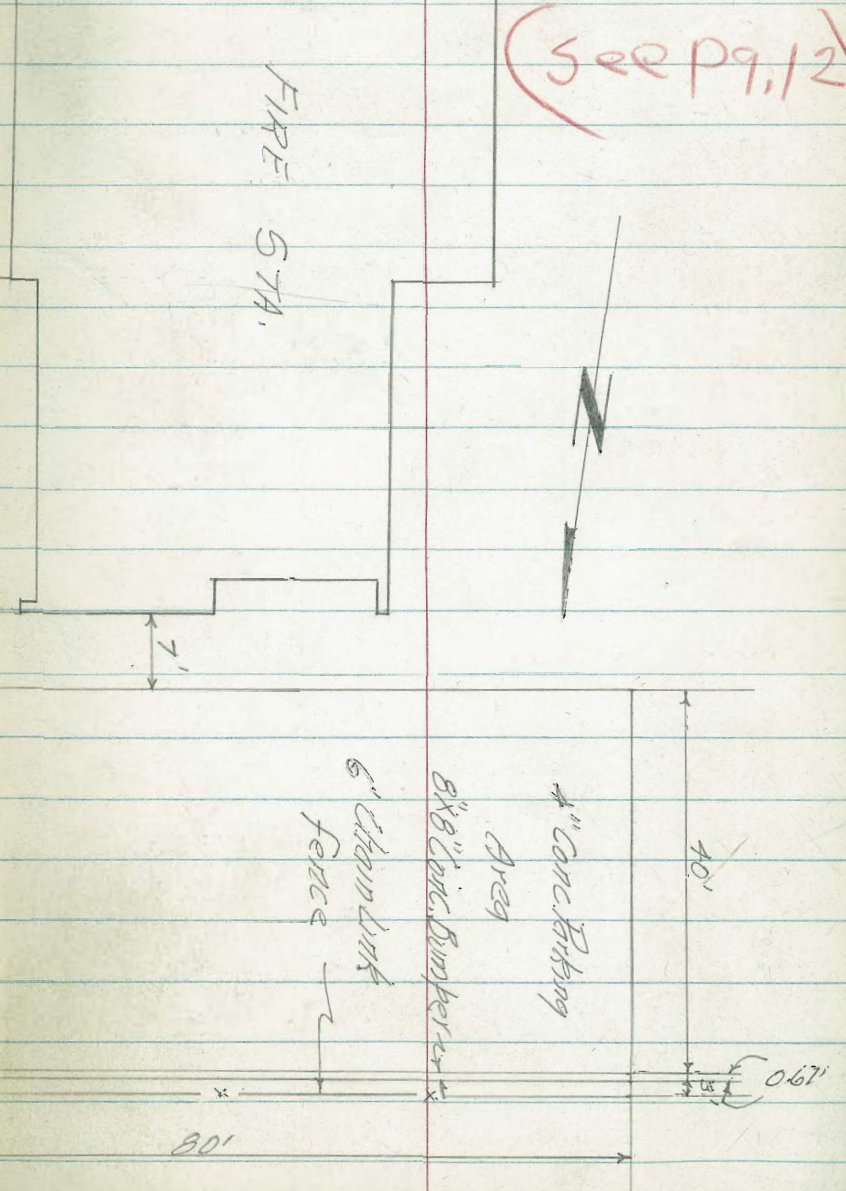 (See pg. 12)
FIRE STA.
N
7'
40'
4" Conc. Parking
Area
8"x8" Conc. Bumper
6' Chain Link
fence
0.67'
80'